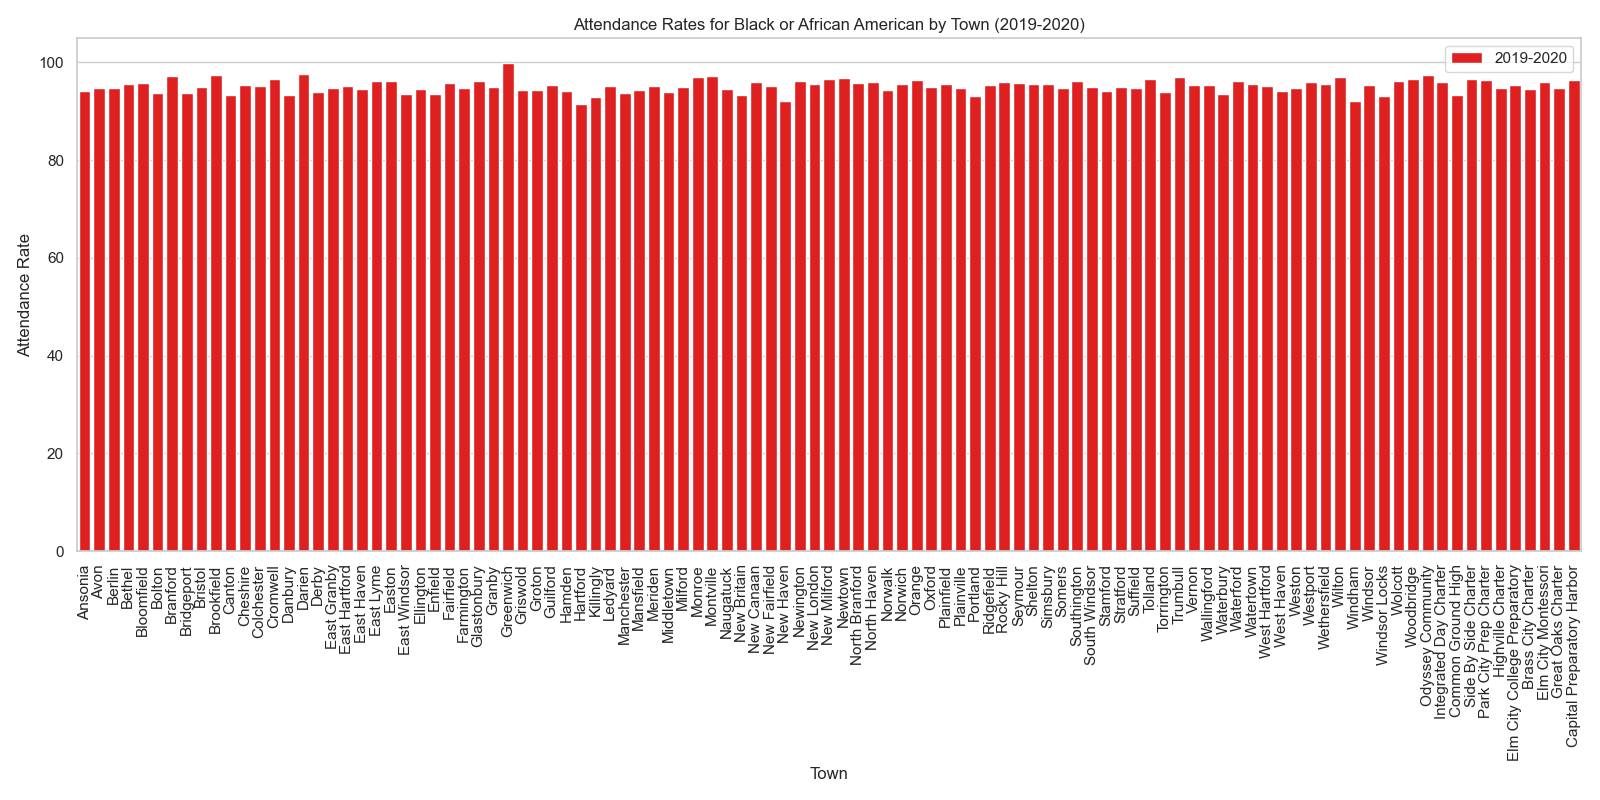 Attendance Rates for Black or African American by Town (2019-2020)
2019-2020
Attendance Rate
100
80
60
40
20
0
Ansonia
Avon
Berlin
Bethel
Bloomfield
Bolton
Branford
Bridgeport
Bristol
Brookfield
Canton
Cheshire
Colchester
Cromwell
Danbury
Darien
Derby
East Granby
East Hartford
East Haven
East Lyme
Easton
East Windsor
Ellington
Enfield
Fairfield
Farmington
Glastonbury
Granby
Greenwich
Griswold
Groton
Guilford
Hamden
Hartford
Killingly
Ledyard
Manchester
Mansfield
Meriden
Middletown
Milford
Monroe
Montville
Naugatuck
New Britain
New Canaan
New Fairfield
New Haven
Newington
New London
New Milford
Newtown
North Branford
North Haven
Norwalk
Norwich
Orange
Oxford
Plainfield
Plainville
Portland
Ridgefield
Rocky Hill
Seymour
Shelton
Simsbury
Somers
Southington
South Windsor
Stamford
Stratford
Suffield
Tolland
Torrington
Trumbull
Vernon
Wallingford
Waterbury
Waterford
Watertown
West Hartford
West Haven
Weston
Westport
Wethersfield
Wilton
Windham
Windsor
Windsor Locks
Wolcott
Woodbridge
Odyssey Community
Integrated Day Charter
Common Ground High
Side By Side Charter
Park City Prep Charter
Highville Charter
Elm City College Preparatory
Brass City Charter
Elm City Montessori
Great Oaks Charter
Capital Preparatory Harbor
Town